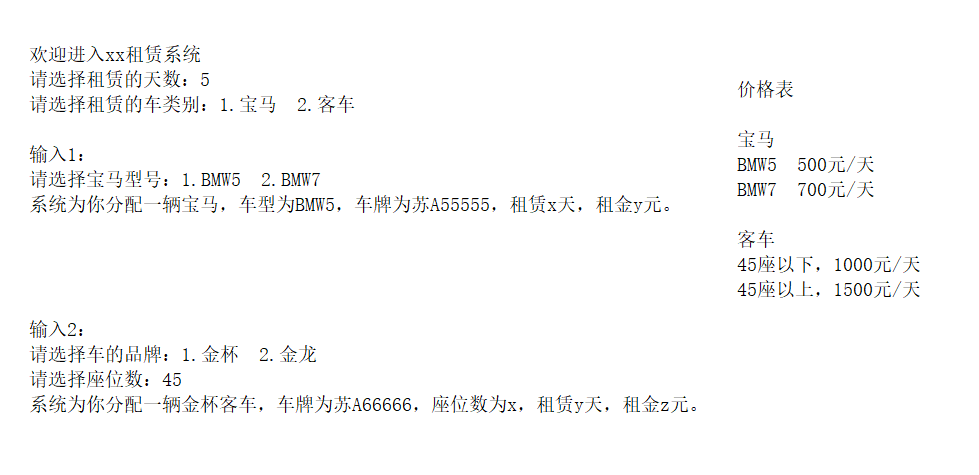 欢迎进入xx租赁系统
请选择租赁的天数：5
请选择租赁的车类别：1.宝马  2.客车
输入1：
请选择宝马型号：1.BMW5  2.BMW7
系统为你分配一辆宝马，车型为BMW5，车牌为苏A55555，租赁x天，租金y元。
输入2：
请选择车的品牌：1.金杯  2.金龙
请选择座位数：45
系统为你分配一辆金杯客车，车牌为苏A66666，座位数为x，租赁y天，租金z元。
价格表
宝马
BMW5  500元/天
BMW7  700元/天
客车
45座以下，1000元/天
45座以上，1500元/天